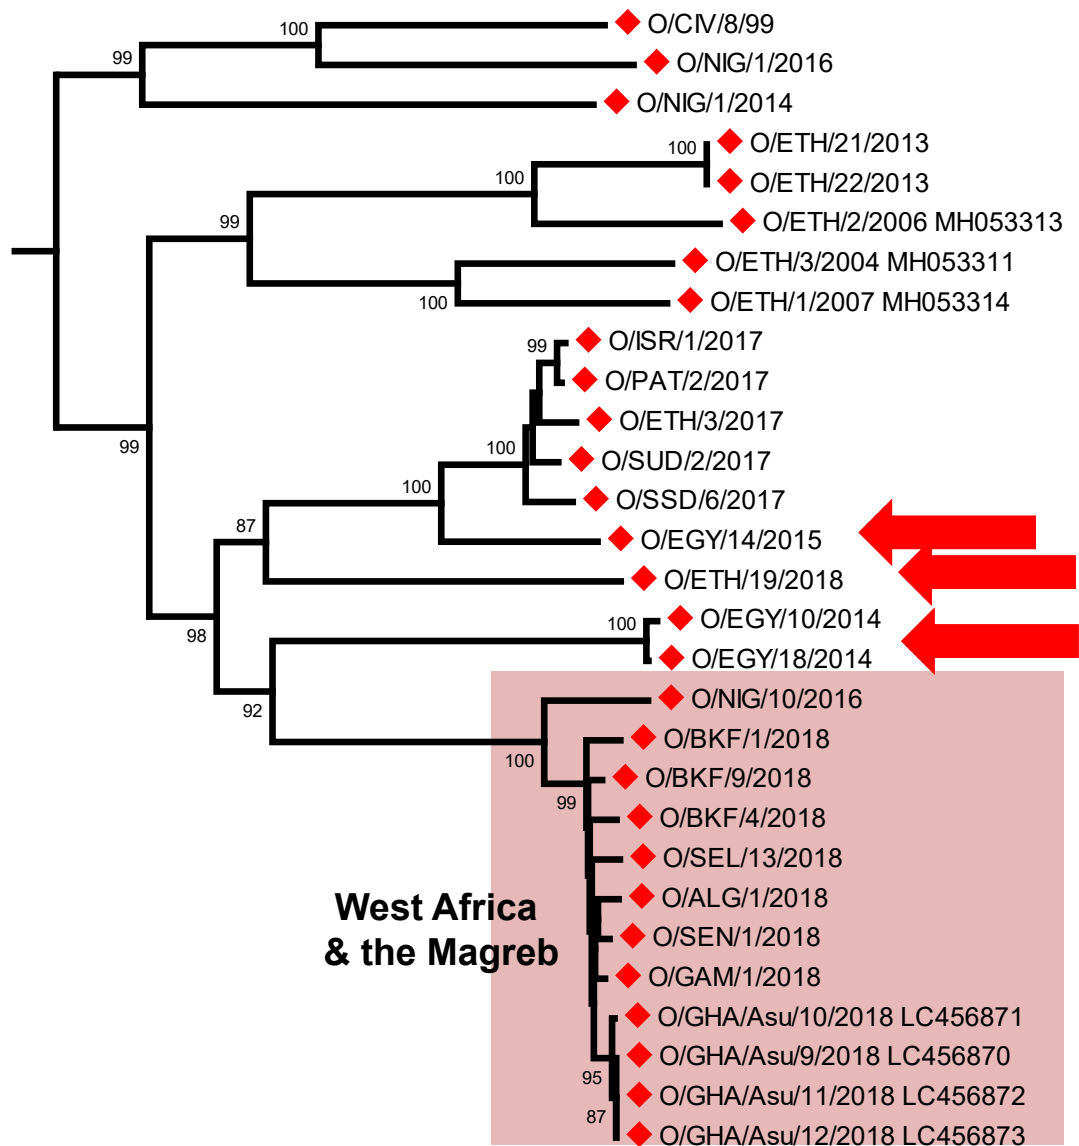 100
O/CIV/8/99
99
O/NIG/1/2016
O/NIG/1/2014
100
O/ETH/21/2013
100
O/ETH/22/2013
99
O/ETH/2/2006 MH053313
O/ETH/3/2004 MH053311
100
O/ETH/1/2007 MH053314
99
O/ISR/1/2017
O/PAT/2/2017
O/ETH/3/2017
100
O/SUD/2/2017
100
O/SSD/6/2017
87
O/EGY/14/2015
99
O/ETH/19/2018
100
O/EGY/10/2014
98
O/EGY/18/2014
92
O/NIG/10/2016
100
O/BKF/1/2018
O/BKF/9/2018
99
O/BKF/4/2018
O/SEL/13/2018
West Africa
& the Magreb
O/ALG/1/2018
O/SEN/1/2018
O/GAM/1/2018
O/GHA/Asu/10/2018 LC456871
O/GHA/Asu/9/2018 LC456870
95
O/GHA/Asu/11/2018 LC456872
87
O/GHA/Asu/12/2018 LC456873